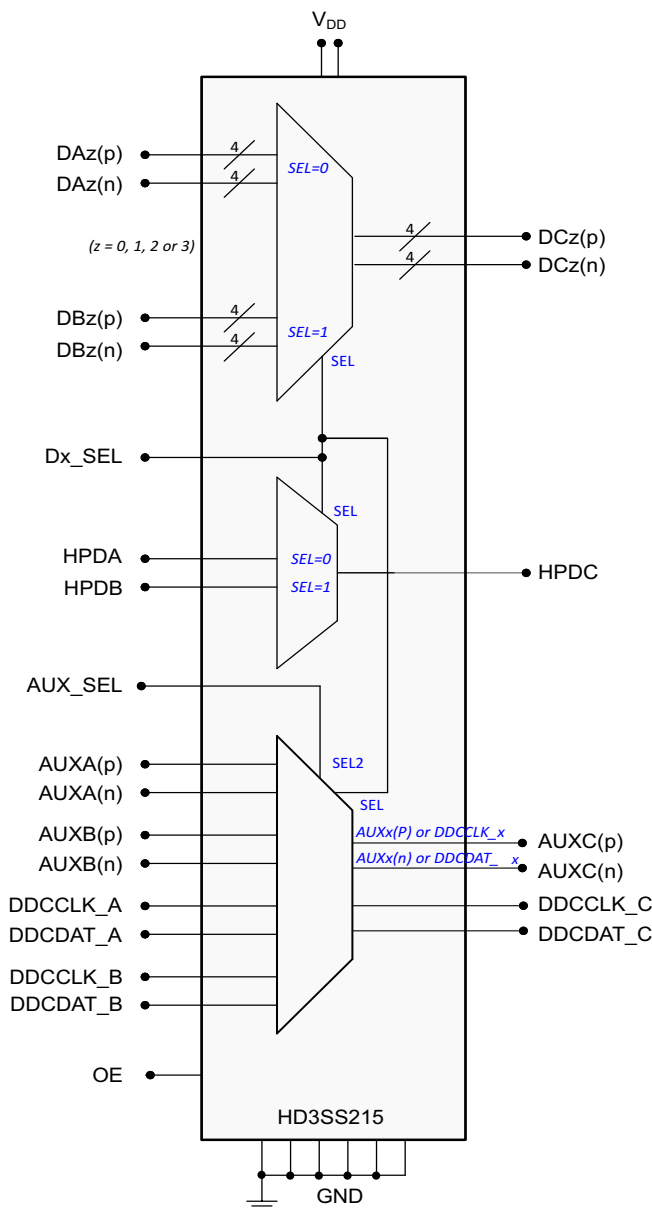 VDD
DAz(p)
4
SEL=0
DAz(n)
4
(z = 0, 1, 2 or 3)
4
DCz(p)
4
DCz(n)
DBz(p)
4
SEL=1
DBz(n)
4
SEL
Dx_SEL
SEL
HPDA
SEL=0
HPDC
HPDB
SEL=1
AUX_SEL
SEL2
AUXA(p)
AUXA(n)
SEL
AUXB(p)
AUXx(P) or DDCCLK_x
AUXC(p)
AUXB(n)
AUXx(n) or DDCDAT_ x
AUXC(n)
DDCCLK_A
DDCCLK_C
DDCDAT_A
DDCDAT_C
DDCCLK_B
DDCDAT_B
OE
HD3SS215
GND